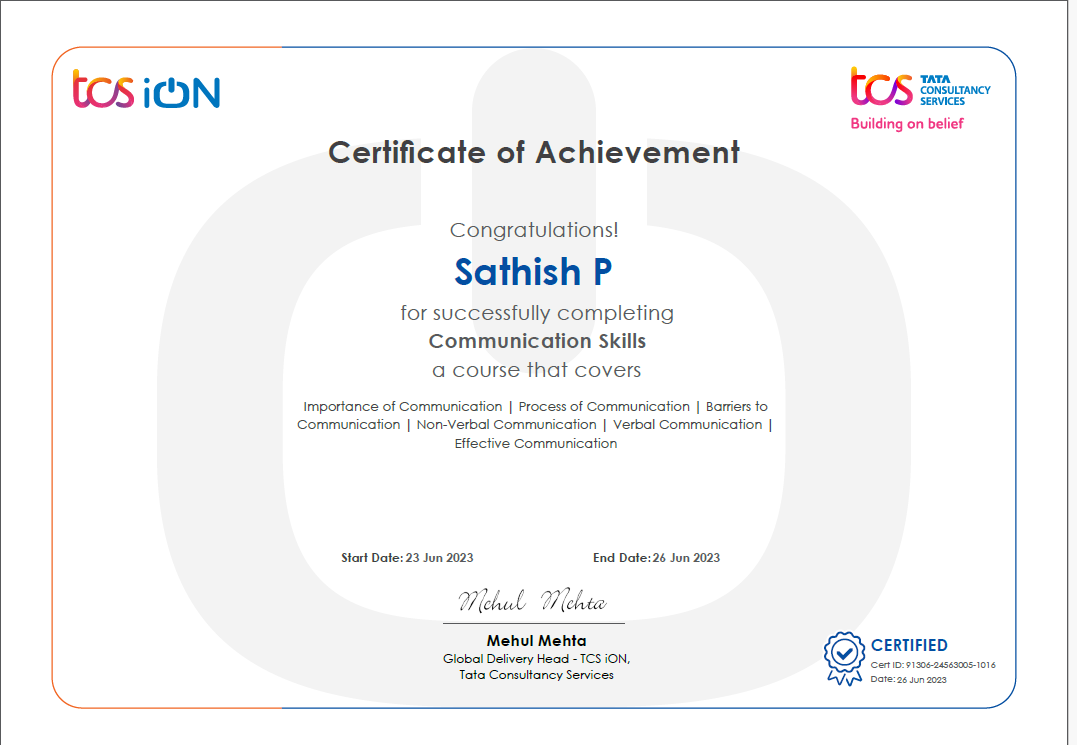 tcs iON
tcs TATA
CONSULTANCY
SERVICES
Building on belief
Certificate of Achievement
Congratulations!
Sathish P
for successfully completing
Communication Skills
a course that covers
Importance of Communication | Process of Communication | Barriers to
Communication | Non-Verbal Communication | Verbal Communication |
Effective Communication
Start Date: 23 Jun 2023 End Date: 26 Jun 2023
Mehul Mehta
Mehul Mehta
Global Delivery Head - TCS iON,
Tata Consultancy Services
CERTIFIED
Cert ID: 91306-24563005-1016
Date: 26 Jun 2023